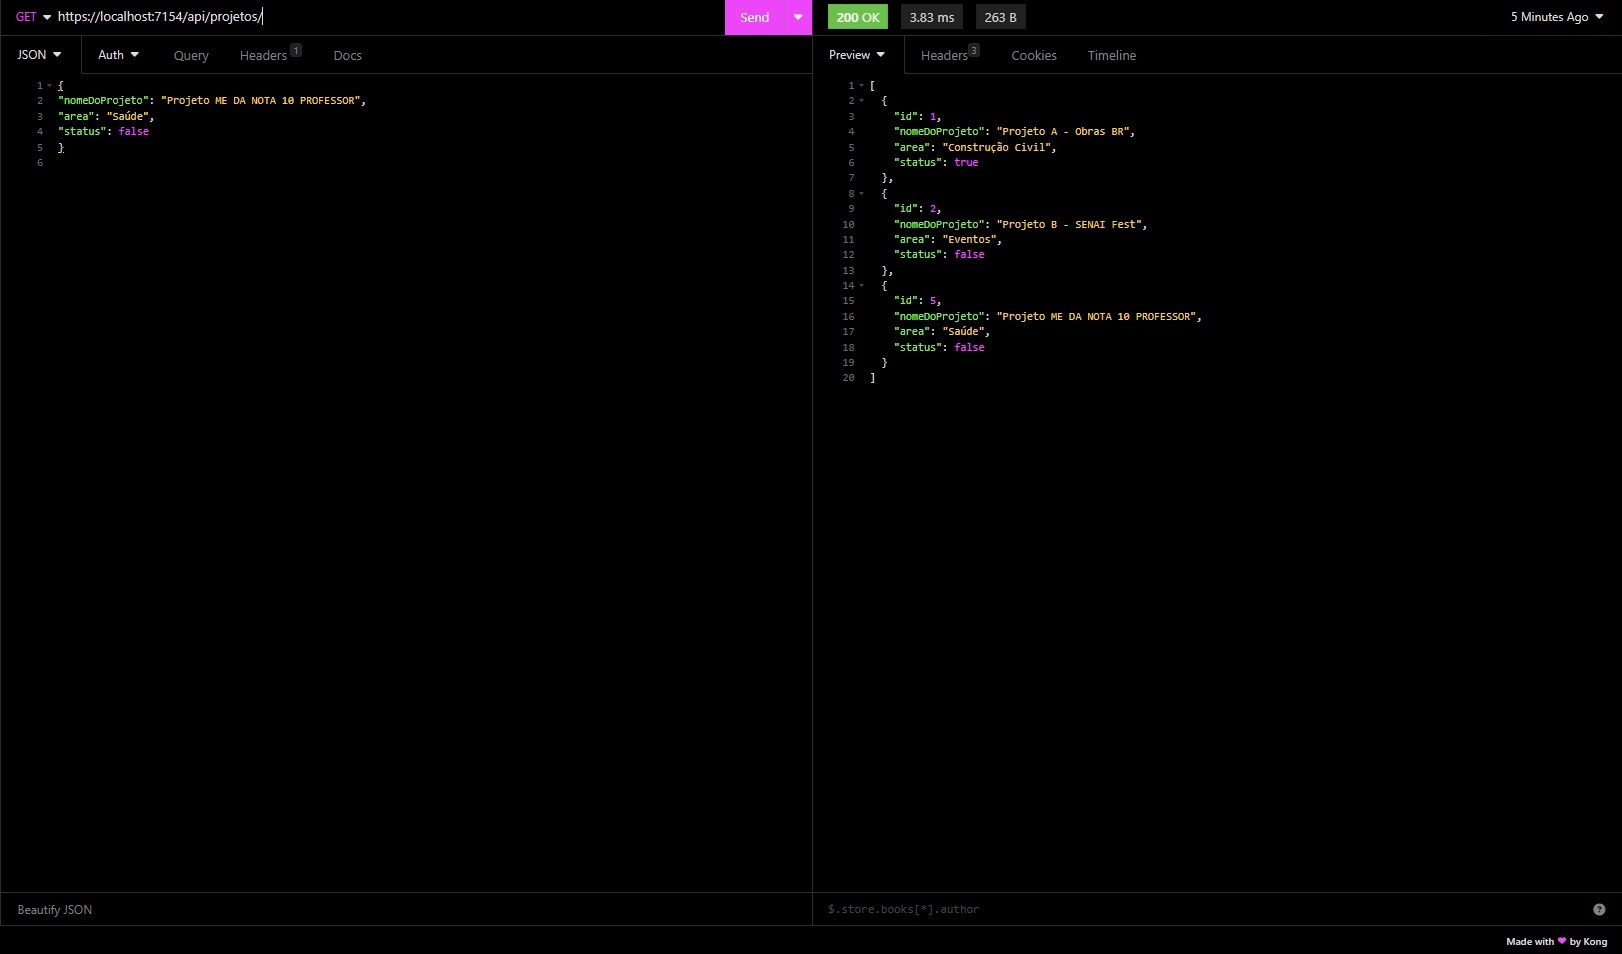 GET https://localhost:7154/api/projetos/ Send
200 OK 3.83 ms 263 B 5 Minutes Ago
JSON Auth Query Headers 1 Docs
Preview Headers 3 Cookies Timeline
1 {
2 "nomeDoProjeto": "Projeto ME DA NOTA 10 PROFESSOR",
3 "area": "Saúde",
4 "status": false
5 }
6
1 [
2 {
3 "id": 1,
4 "nomeDoProjeto": "Projeto A - Obras BR",
5 "area": "Construção Civil",
6 "status": true
7 },
8 {
9 "id": 2,
10 "nomeDoProjeto": "Projeto B - SENAI Fest",
11 "area": "Eventos",
12 "status": false
13 },
14 {
15 "id": 5,
16 "nomeDoProjeto": "Projeto ME DA NOTA 10 PROFESSOR",
17 "area": "Saúde",
18 "status": false
19 }
20 ]
Beautify JSON
$.store.books[*].author ?
Made with ♥ by Kong